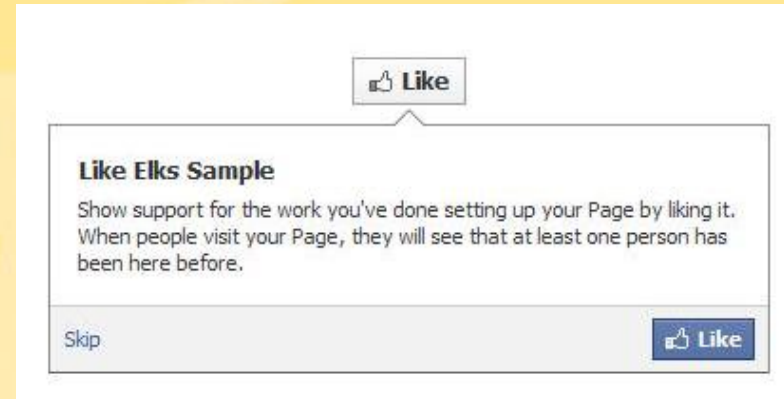 Like
Like Elks Sample
Show support for the work you've done setting up your Page by liking it.
When people visit your Page, they will see that at least one person has
been here before.
Skip
Like